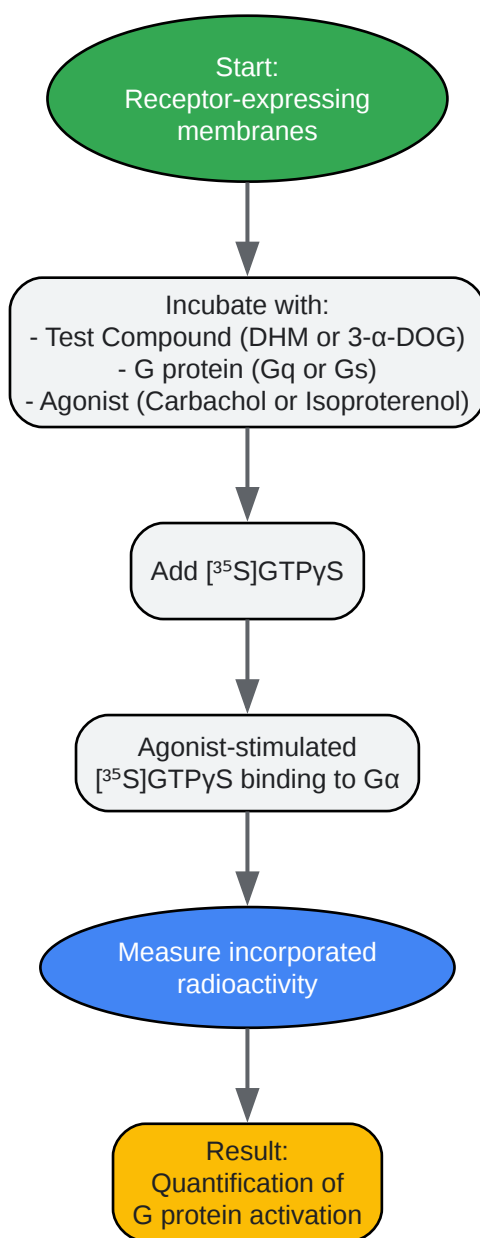 Start:
Receptor-expressing
membranes
Incubate with:
- Test Compound (DHM or 3-α-DOG)
- G protein (Gq or Gs)
- Agonist (Carbachol or Isoproterenol)
Add [³⁵S]GTPγS
Agonist-stimulated
[³⁵S]GTPγS binding to Gα
Measure incorporated
radioactivity
Result:
Quantification of
G protein activation